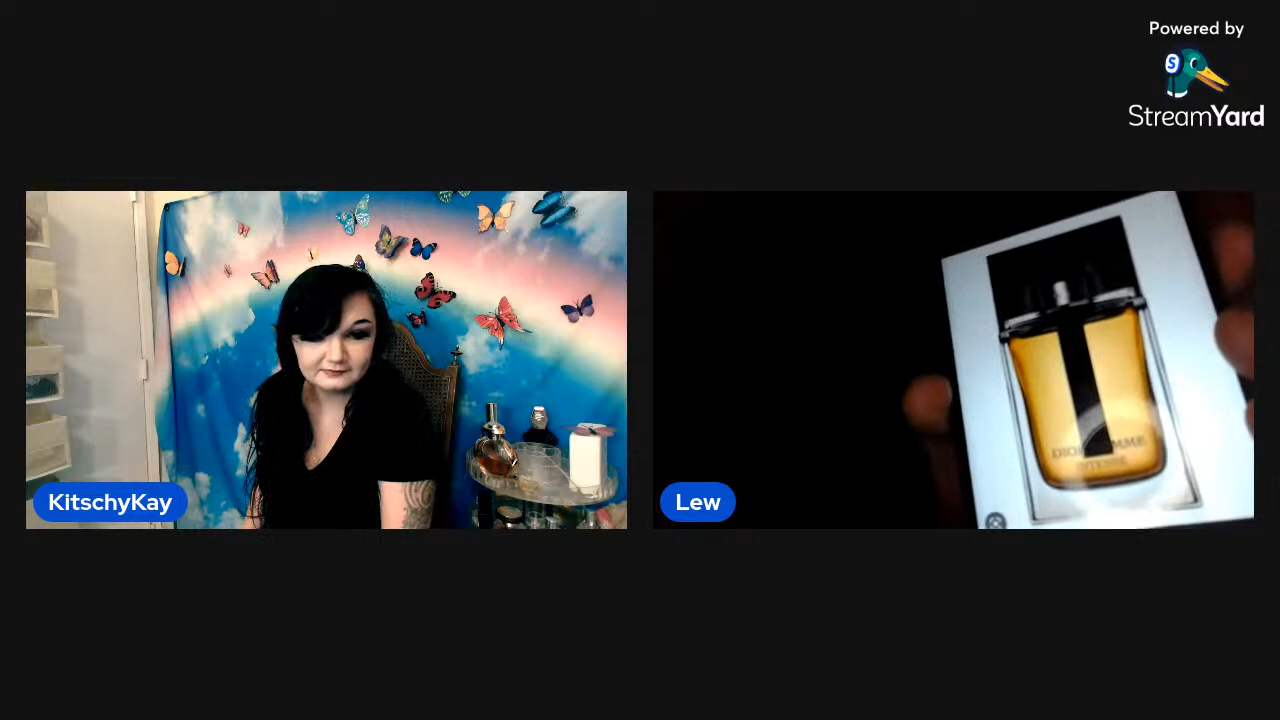 Powered by
S
StreamYard
KitschyKay
Lew
DIOR HOMME
INTENSE